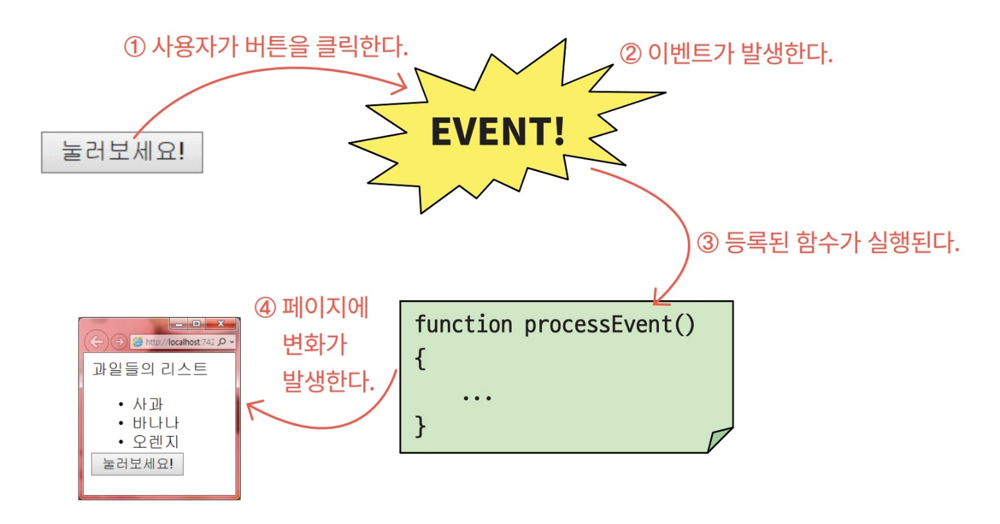 ① 사용자가 버튼을 클릭한다.
② 이벤트가 발생한다.
EVENT!
눌러보세요!
③ 등록된 함수가 실행된다.
function processEvent()
{
...
}
④ 페이지에
변화가
발생한다.
http://localhost:742
과일들의 리스트
• 사과
• 바나나
• 오렌지
눌러보세요!